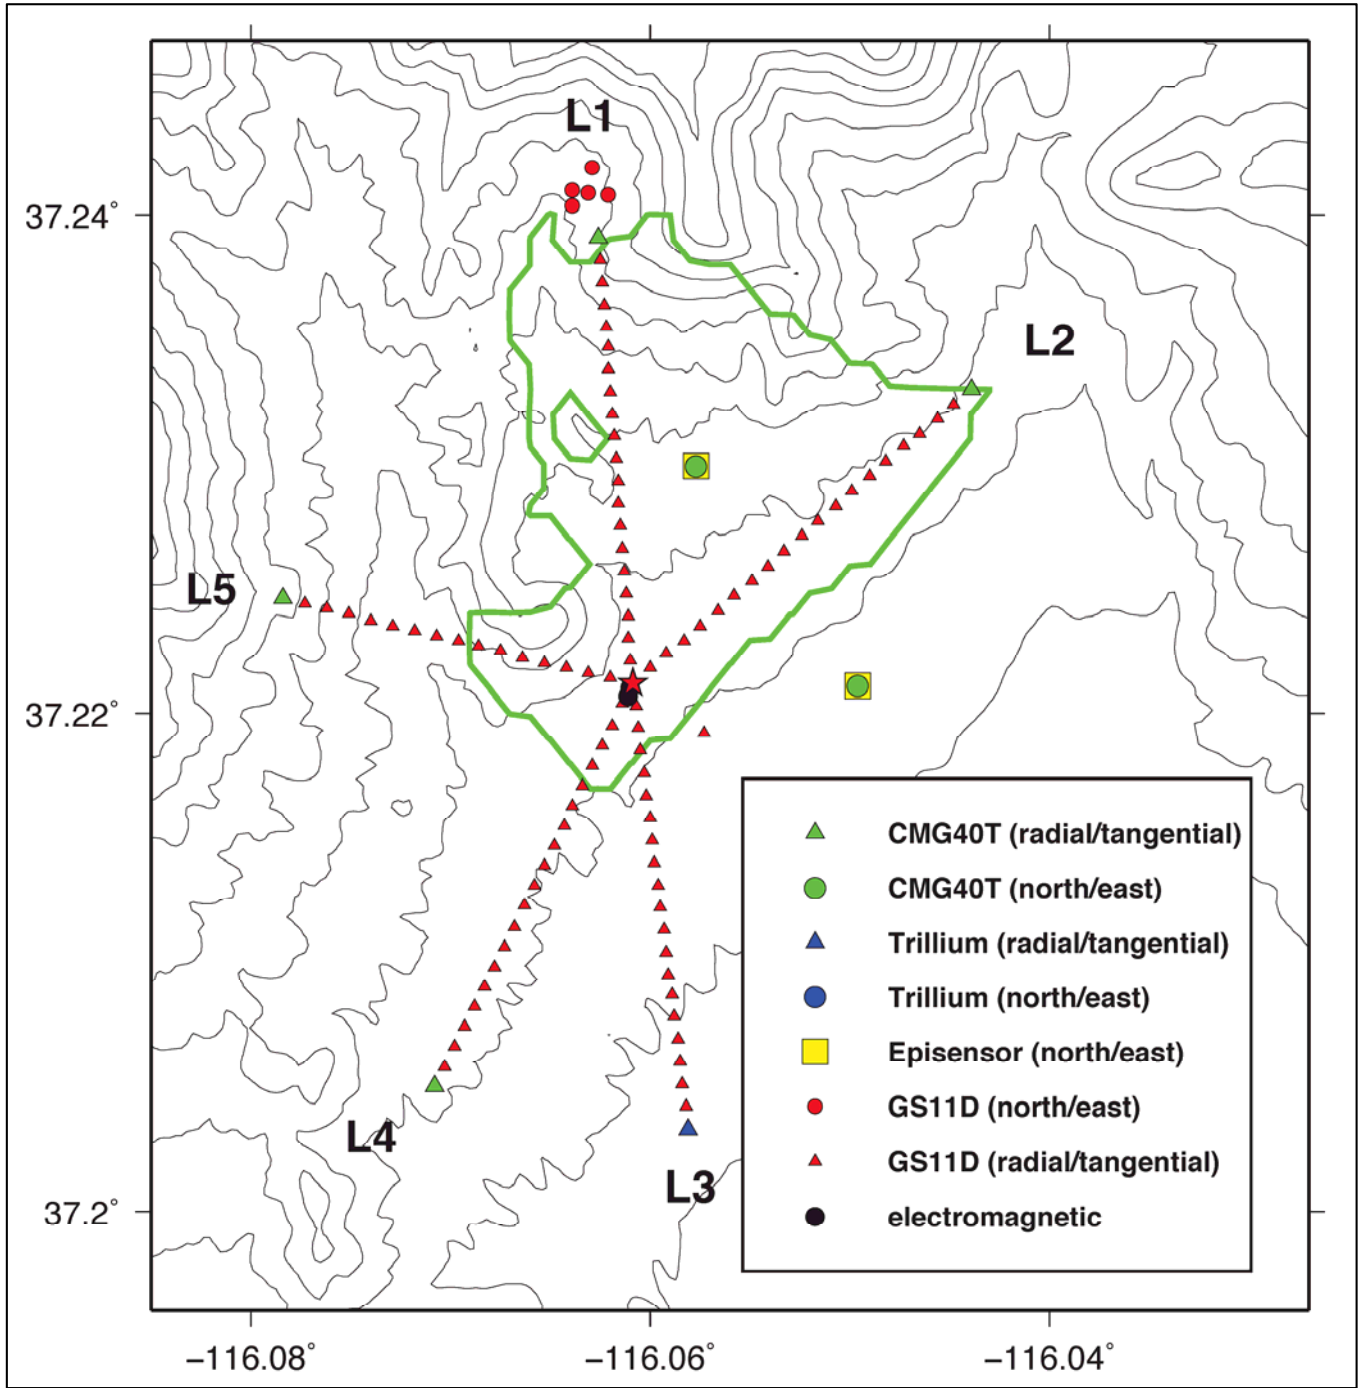 L1
37.24°
L2
L5
37.22°
CMG40T (radial/tangential)
CMG40T (north/east)
Trillium (radial/tangential)
Trillium (north/east)
Episensor (north/east)
GS11D (north/east)
GS11D (radial/tangential)
electromagnetic
L4
L3
37.2°
−116.08°
−116.06°
−116.04°